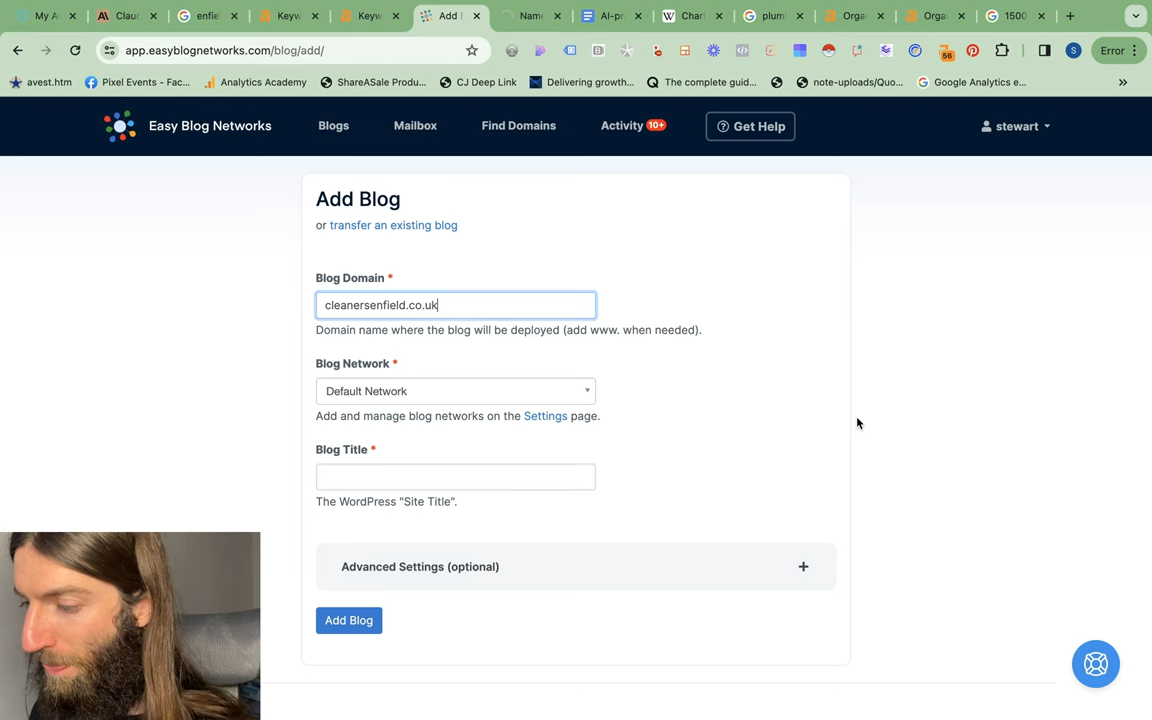 My A
Clau
enfie
Keyw
Keyw
Add E
Name
AI-pr
Charl
plum
Orga
Orga
1500
app.easyblognetworks.com/blog/add/
56
S
Error
avest.htm
Pixel Events - Fac...
Analytics Academy
ShareASale Produ...
CJ Deep Link
Delivering growth...
The complete guid...
note-uploads/Quo...
Google Analytics e...
»
Easy Blog Networks
Blogs
Mailbox
Find Domains
Activity 10+
Get Help
stewart
Add Blog
or transfer an existing blog
Blog Domain *
cleanersenfield.co.uk
Domain name where the blog will be deployed (add www. when needed).
Blog Network *
Default Network
Add and manage blog networks on the Settings page.
Blog Title *
The WordPress "Site Title".
Advanced Settings (optional) +
Add Blog